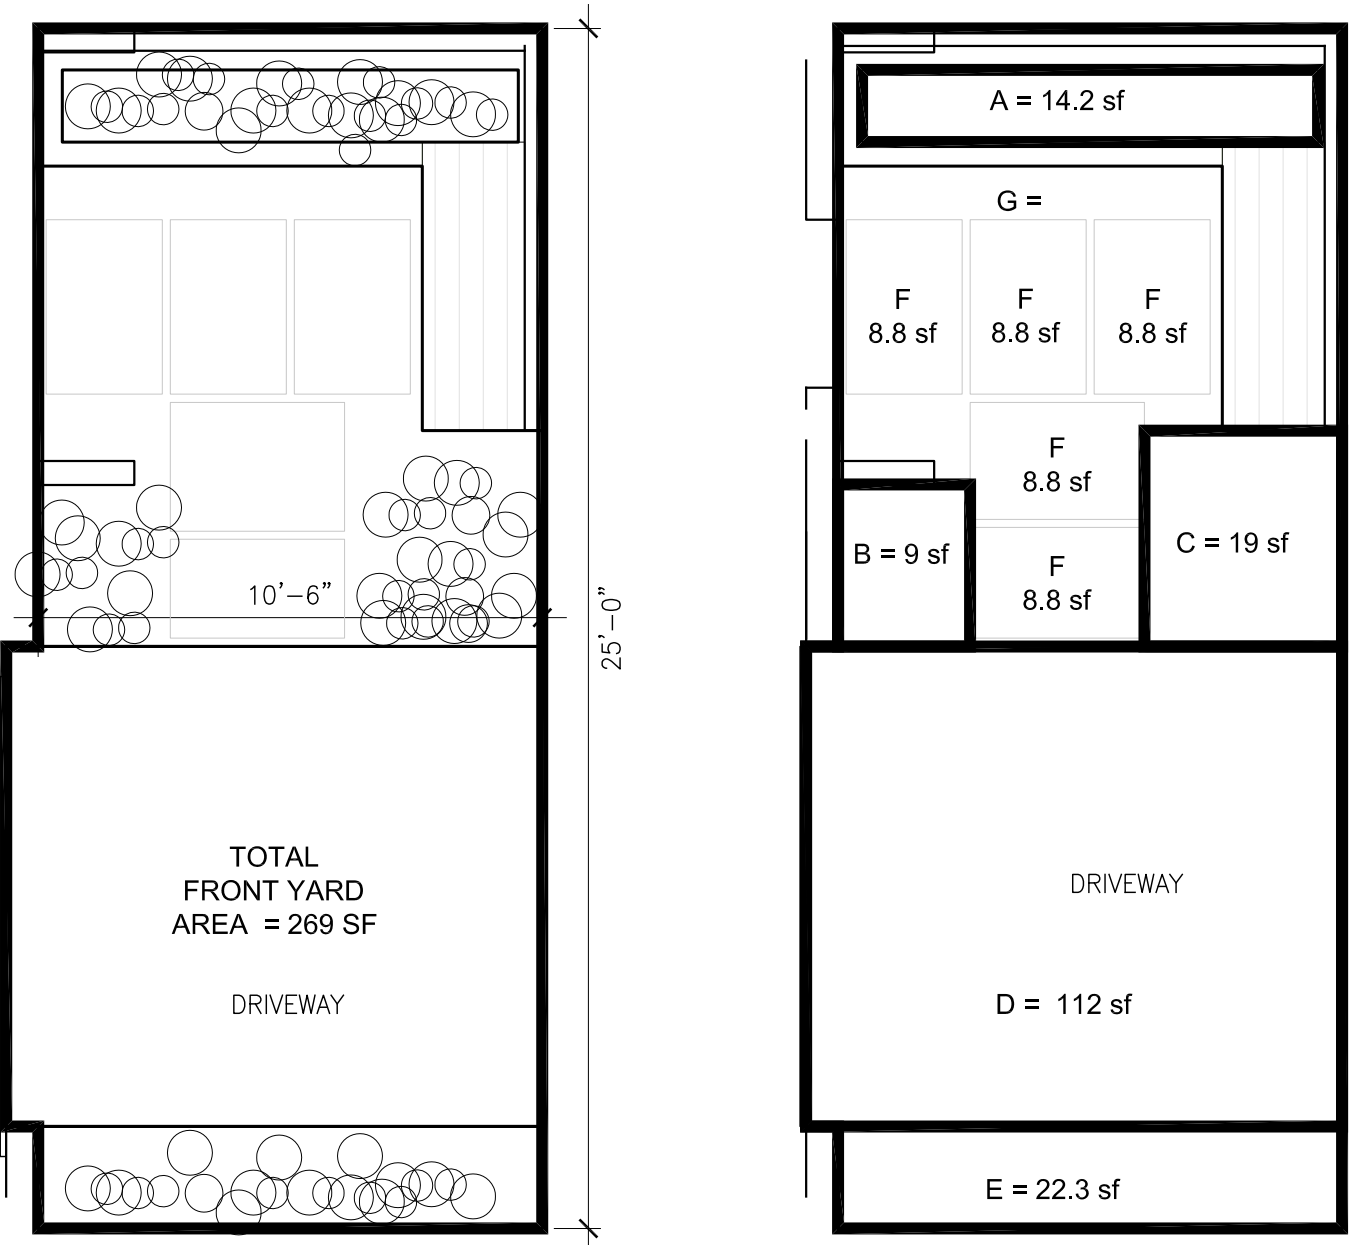 10'-6"
25'-0"
TOTAL
FRONT YARD
AREA = 269 SF
DRIVEWAY
A = 14.2 sf
G =
F
8.8 sf
F
8.8 sf
F
8.8 sf
F
8.8 sf
B = 9 sf
C = 19 sf
F
8.8 sf
DRIVEWAY
D = 112 sf
E = 22.3 sf